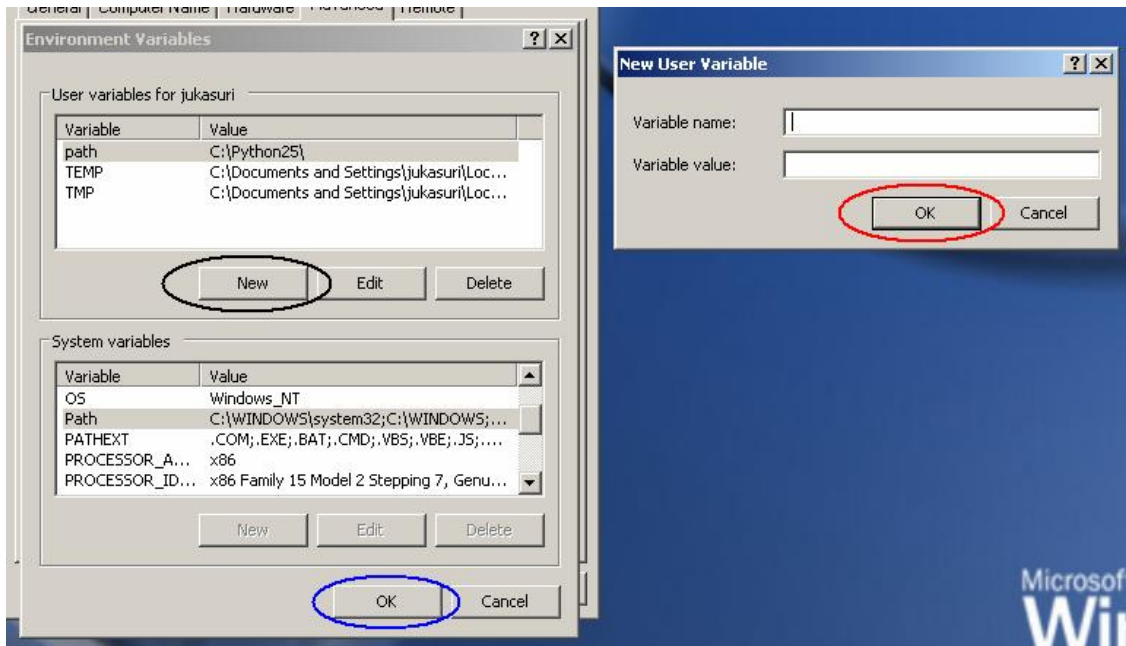 General Computer Name Hardware Advanced Remote
Environment Variables
User variables for jukasuri
Variable Value
path C:\Python25\
TEMP C:\Documents and Settings\jukasuri\Loc...
TMP C:\Documents and Settings\jukasuri\Loc...
New Edit Delete
System variables
Variable Value
OS Windows_NT
Path C:\WINDOWS\system32;C:\WINDOWS;...
PATHEXT .COM;.EXE;.BAT;.CMD;.VBS;.VBE;.JS;....
PROCESSOR_A... x86
PROCESSOR_ID... x86 Family 15 Model 2 Stepping 7, Genu...
New Edit Delete
OK Cancel
New User Variable
Variable name:
Variable value:
OK Cancel
Microsof
Wi